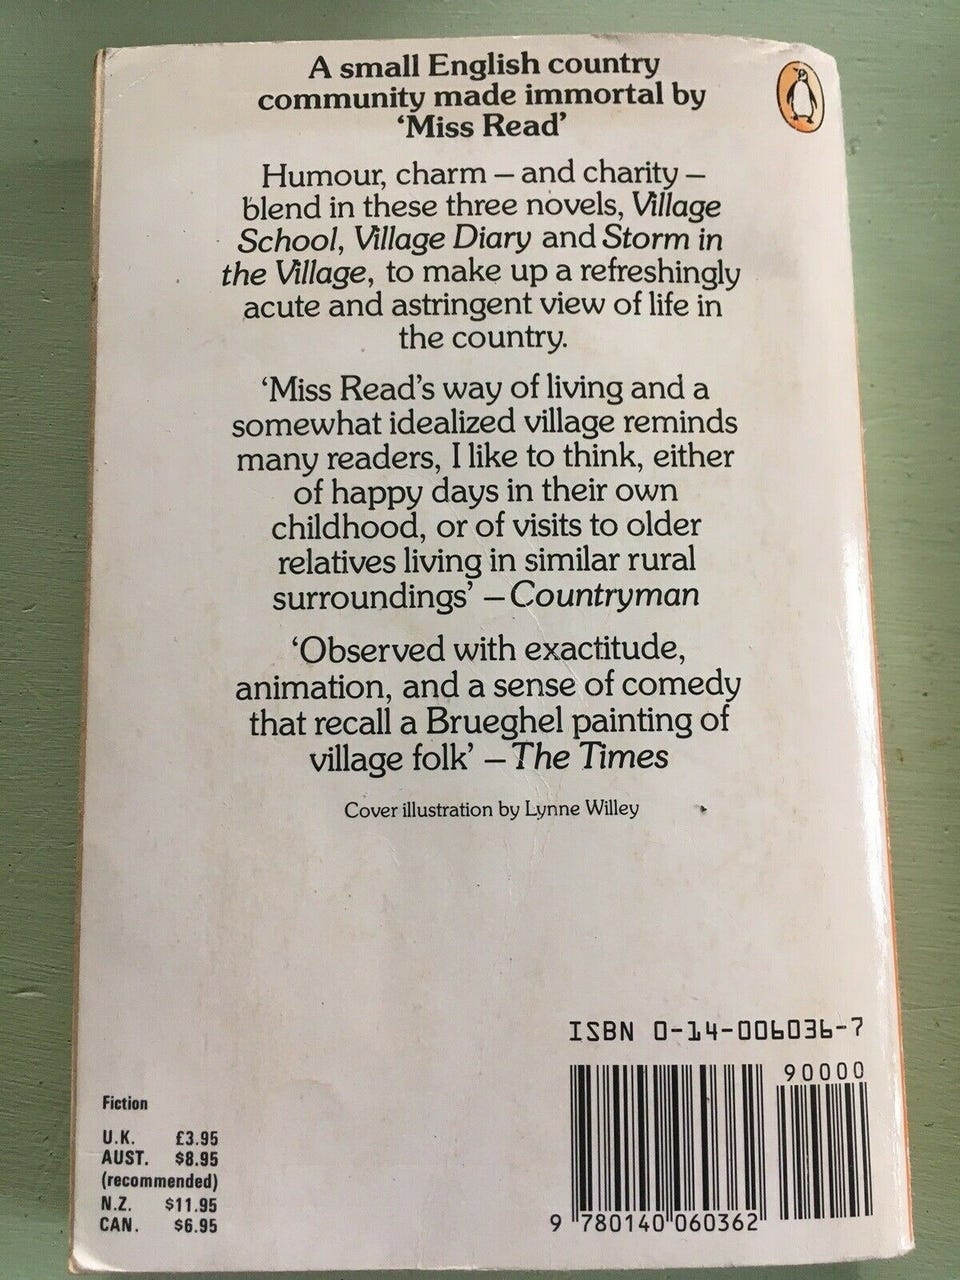 A small English country
community made immortal by
‘Miss Read’
Humour, charm – and charity –
blend in these three novels, Village
School, Village Diary and Storm in
the Village, to make up a refreshingly
acute and astringent view of life in
the country.
‘Miss Read’s way of living and a
somewhat idealized village reminds
many readers, I like to think, either
of happy days in their own
childhood, or of visits to older
relatives living in similar rural
surroundings’ – Countryman
‘Observed with exactitude,
animation, and a sense of comedy
that recall a Brueghel painting of
village folk’ – The Times
Cover illustration by Lynne Willey
ISBN 0-14-006036-7
90000
9 780140 060362
Fiction
U.K. £3.95
AUST. $8.95
(recommended)
N.Z. $11.95
CAN. $6.95